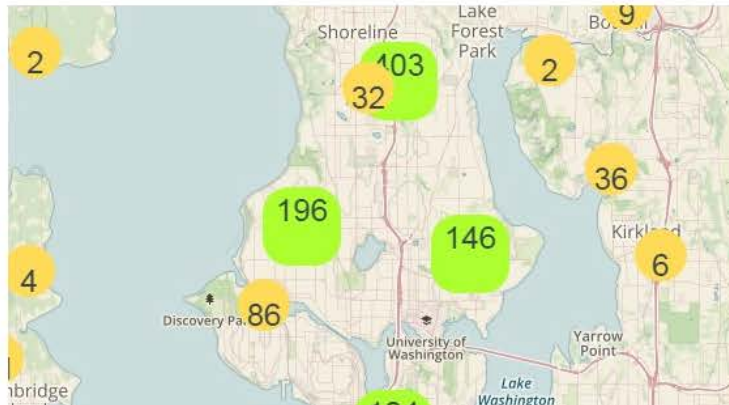 Lake
Forest
Park
Shoreline
9
2
403
2
32
36
196
146
Kirkland
4
6
86
Discovery
University of
Washington
Yarrow
Point
Lake
Washington